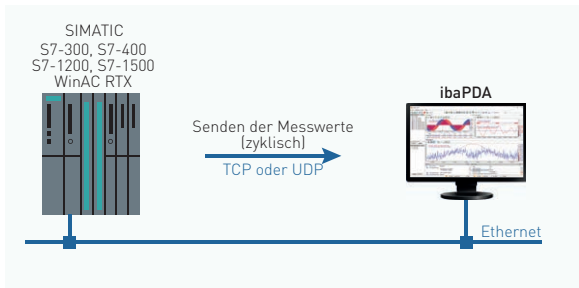 SIMATIC
S7-300, S7-400
S7-1200, S7-1500
WinAC RTX
ibaPDA
Senden der Messwerte
(zyklisch)
TCP oder UDP
Ethernet